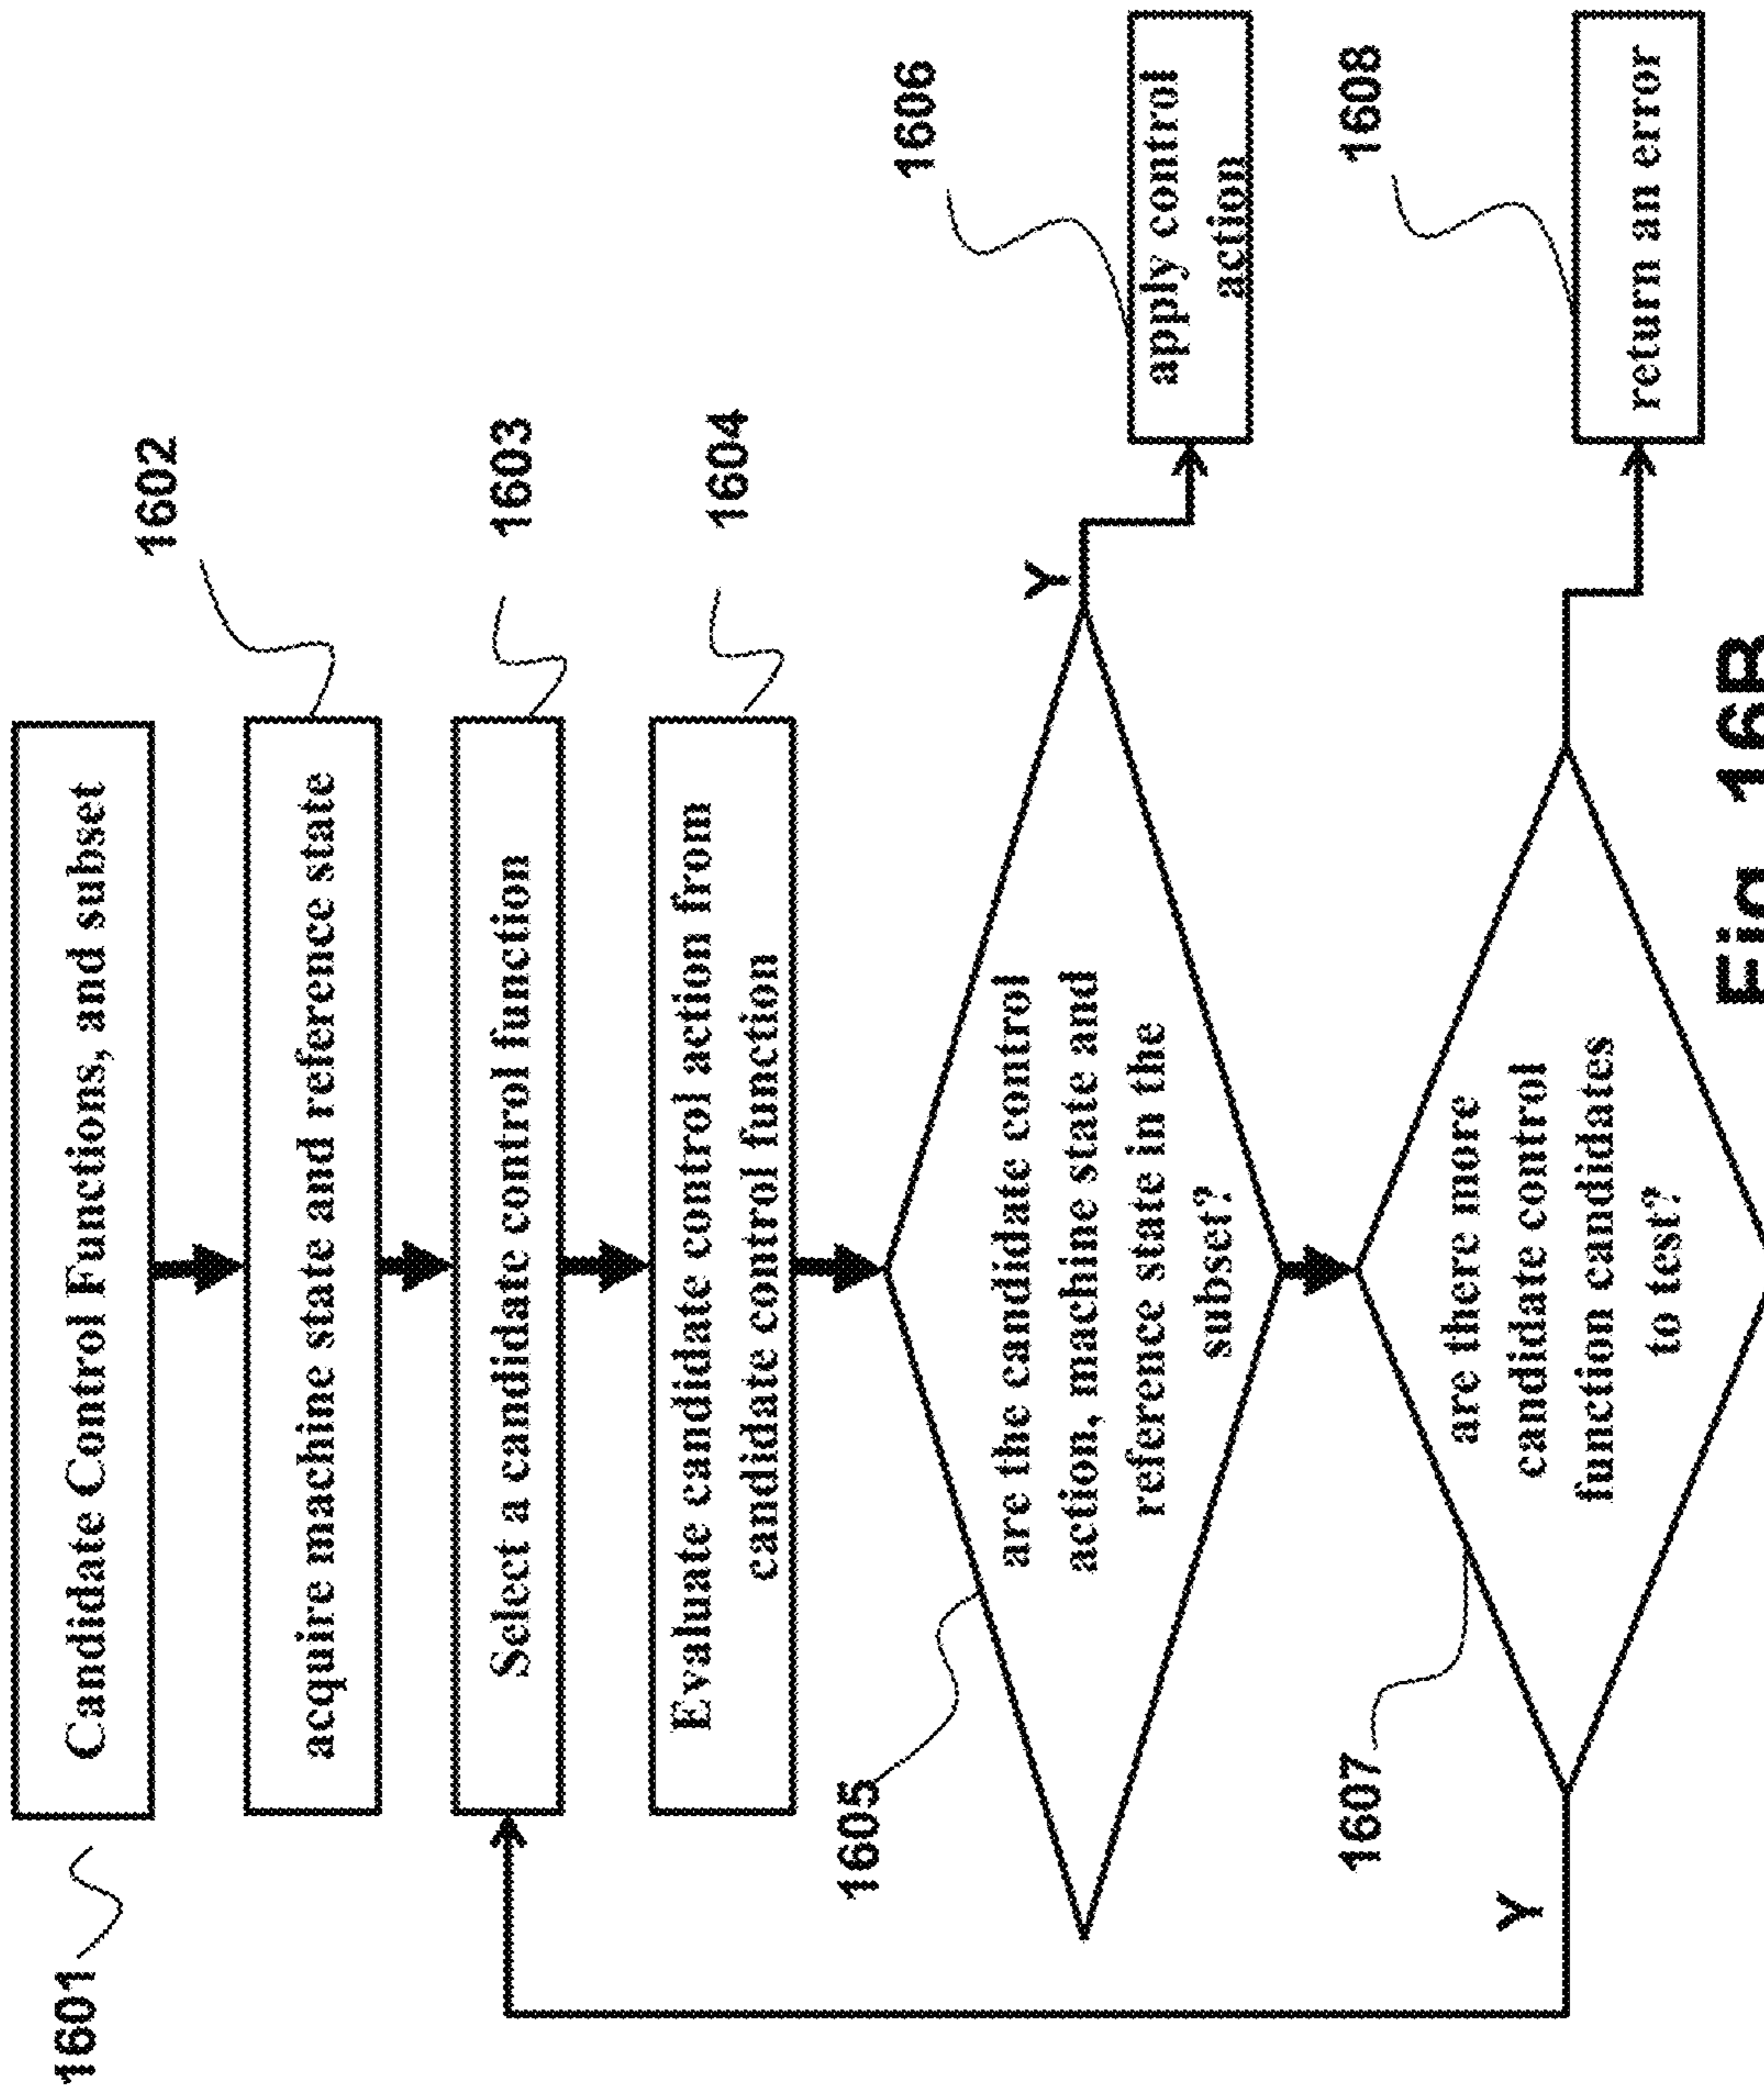 1601
Candidate Control Functions, and subset
1602
acquire machine state and reference state
1603
Select a candidate control function
1604
Evaluate candidate control action from
candidate control function
1605
are the candidate control
action, machine state and
reference state in the
subset?
Y
1606
apply control
action
1607
are there more
candidate control
function candidates
to test?
Y
1608
return an error
Fig. 16B